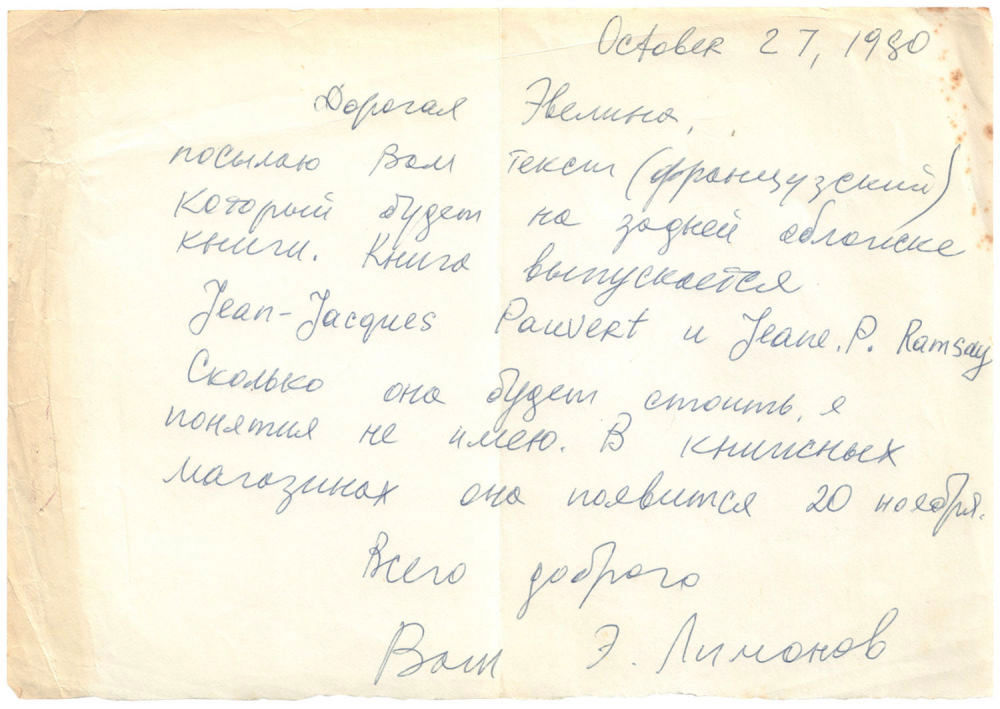 October 27, 1980
Дорогая Эвелина,
посылаю Вам текст (французский)
который будет на задней обложке
книги. Книга выпускается
Jean-Jacques Pauvert и Jeane.P. Ramsay
Сколько она будет стоить, я
понятия не имею. В книжных
магазинах она появится 20 ноября.
Всего доброго
Ваш Э. Лимонов